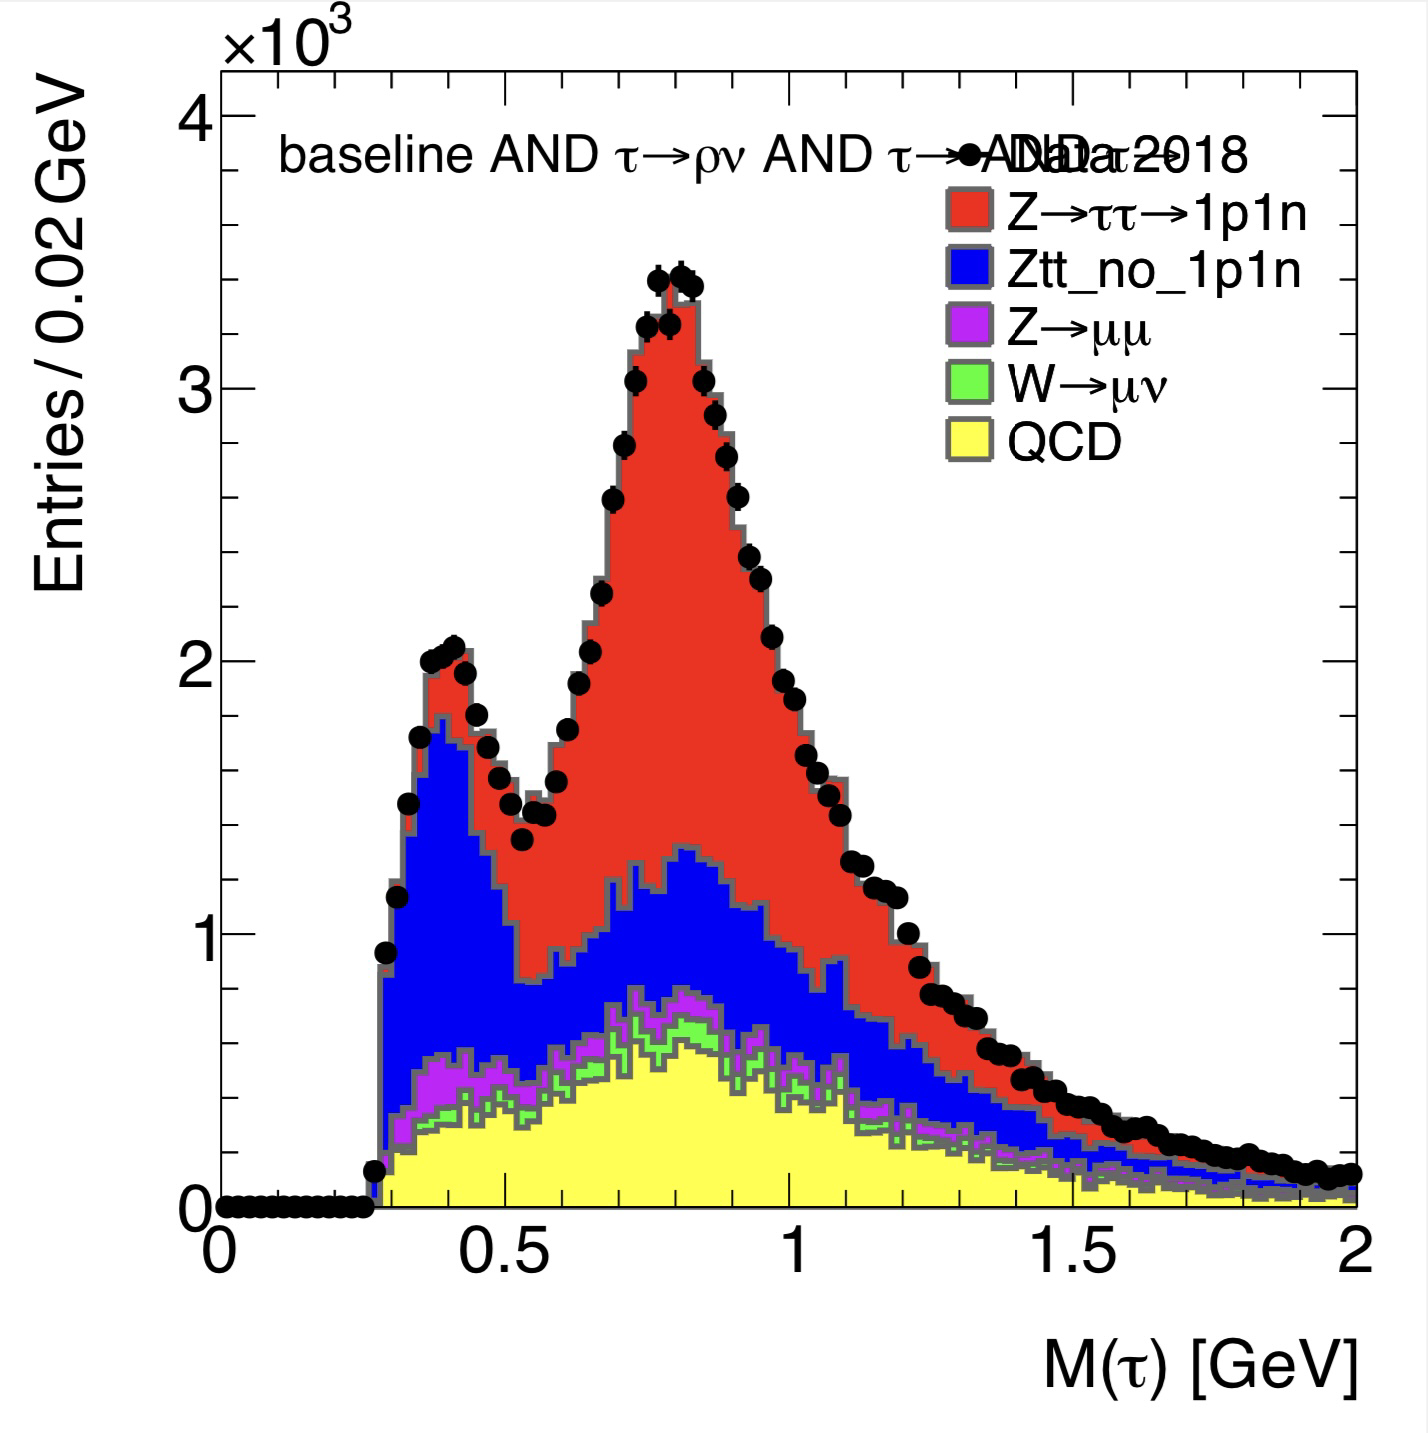 ×10³
Entries / 0.02 GeV
4
3
2
1
0
baseline AND τ→ρν AND τ→ AND τ→
Data 2018
Z→ττ→1p1n
Ztt_no_1p1n
Z→μμ
W→μν
QCD
0 0.5 1 1.5 2
M(τ) [GeV]